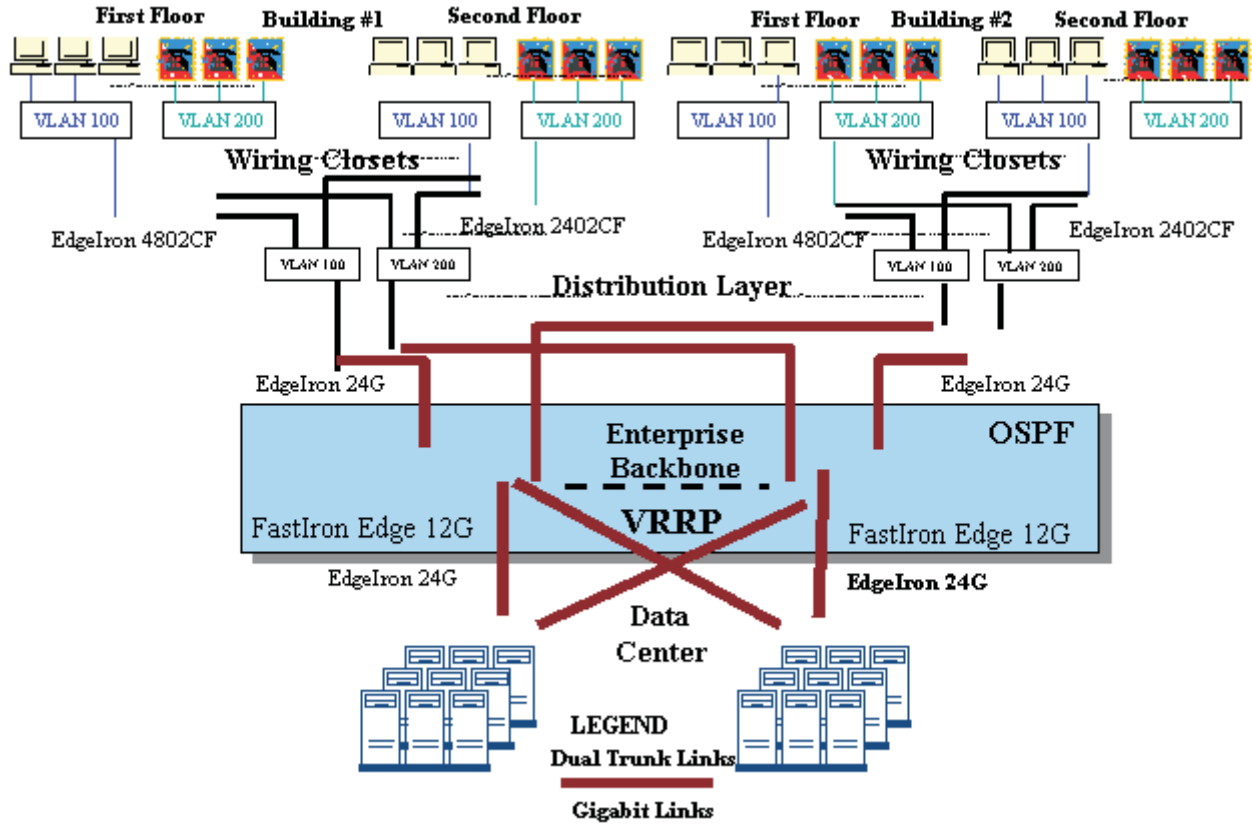 First Floor
Building #1
Second Floor
First Floor
Building #2
Second Floor
VLAN 100
VLAN 200
VLAN 100
VLAN 200
VLAN 100
VLAN 200
VLAN 100
VLAN 200
Wiring Closets
Wiring Closets
EdgeIron 4802CF
EdgeIron 2402CF
EdgeIron 4802CF
EdgeIron 2402CF
VLAN 100
VLAN 200
VLAN 100
VLAN 200
Distribution Layer
EdgeIron 24G
EdgeIron 24G
Enterprise
Backbone
OSPF
VRRP
FastIron Edge 12G
FastIron Edge 12G
EdgeIron 24G
EdgeIron 24G
Data
Center
LEGEND
Dual Trunk Links
Gigabit Links